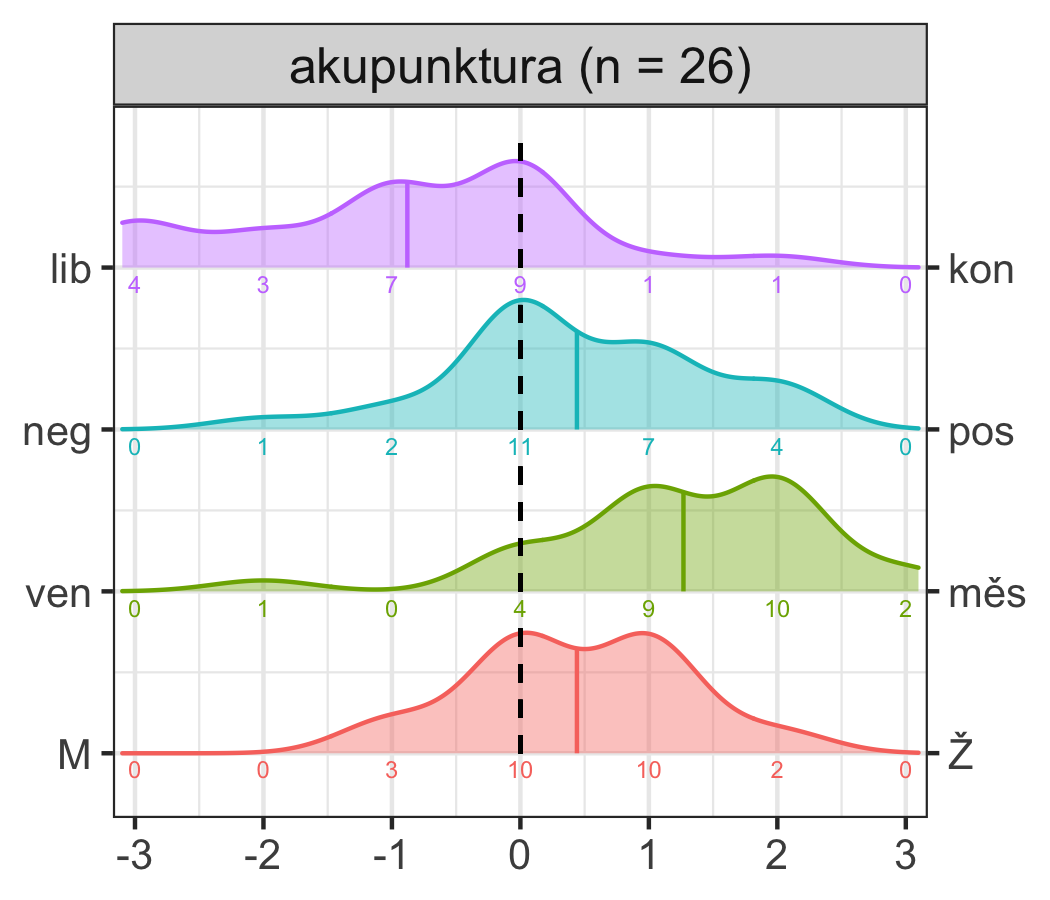 akupunktura (n = 26)
lib kon
4 3 7 9 1 1 0
neg pos
0 1 2 11 7 4 0
ven měs
0 1 0 4 9 10 2
M Ž
0 0 3 10 10 2 0
-3 -2 -1 0 1 2 3